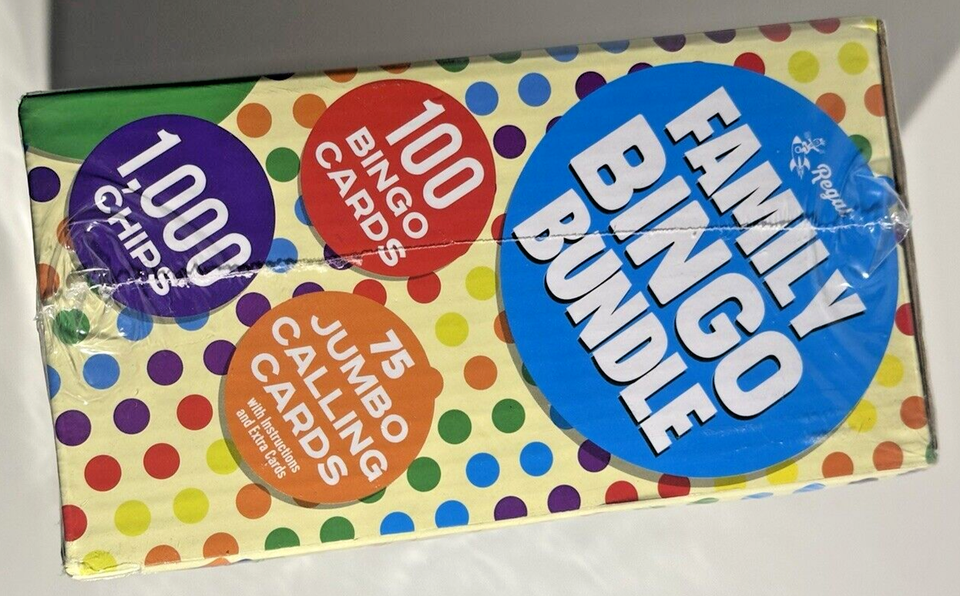 Regal
FAMILY
BINGO
BUNDLE
100
BINGO
CARDS
1,000
CHIPS
75
JUMBO
CALLING
CARDS
with Instructions
and Extra Cards